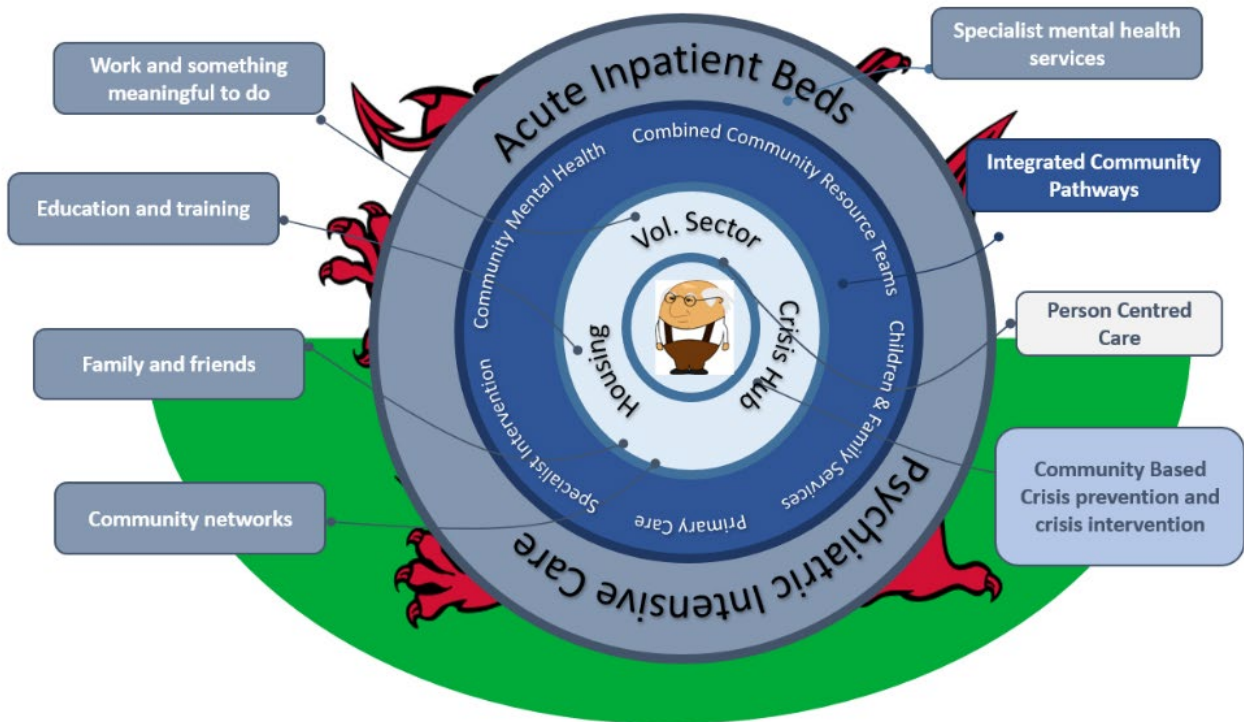 Work and something
meaningful to do
Education and training
Family and friends
Community networks
Acute Inpatient Beds
Psychiatric Intensive Care
Combined Community Resource Teams
Children & Family Services
Primary Care
Specialist Intervention
Community Mental Health
Vol. Sector
Crisis Hub
Housing
Specialist mental health
services
Integrated Community
Pathways
Person Centred
Care
Community Based
Crisis prevention and
crisis intervention